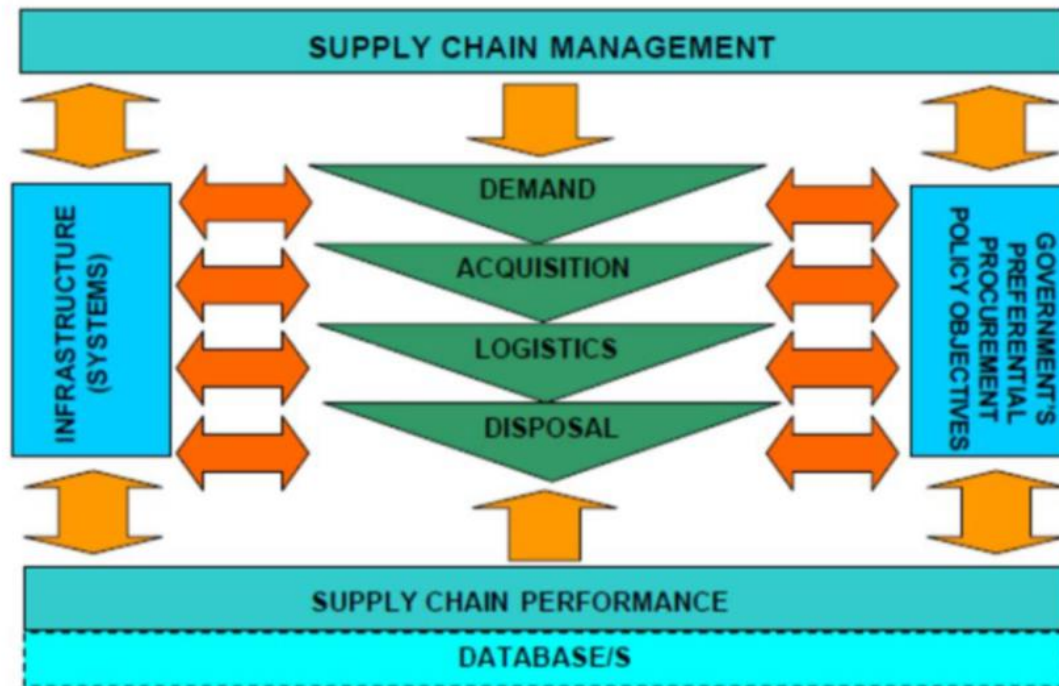 SUPPLY CHAIN MANAGEMENT
INFRASTRUCTURE
(SYSTEMS)
DEMAND
ACQUISITION
LOGISTICS
DISPOSAL
GOVERNMENT'S
PREFERENTIAL
PROCUREMENT
POLICY OBJECTIVES
SUPPLY CHAIN PERFORMANCE
DATABASE/S